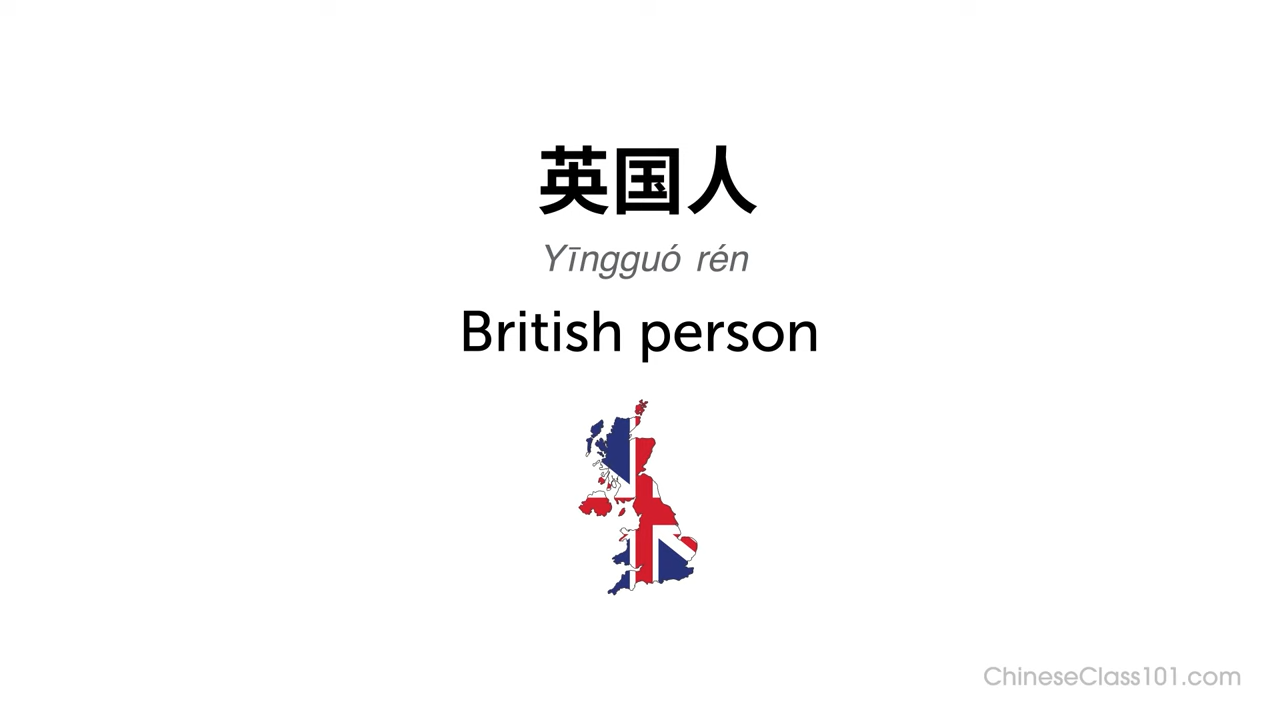 英国人
Yīngguó rén
British person
ChineseClass101.com